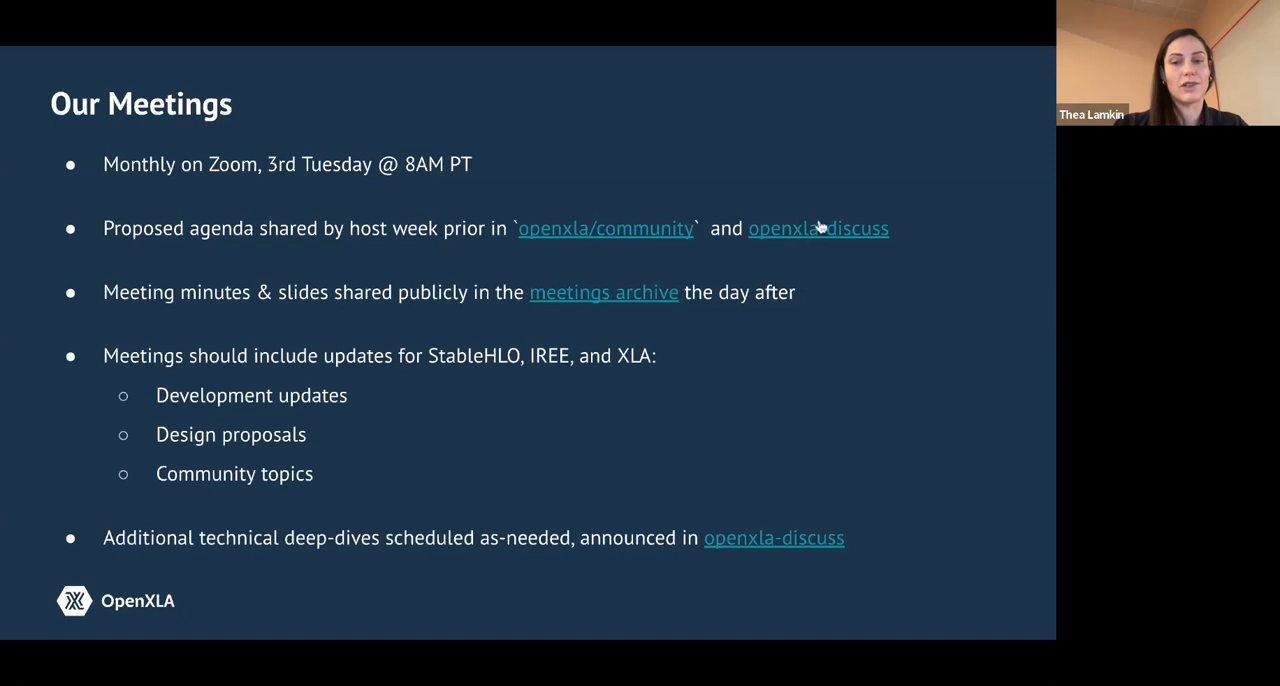 Our Meetings
● Monthly on Zoom, 3rd Tuesday @ 8AM PT
● Proposed agenda shared by host week prior in `openxla/community` and openxla-discuss
● Meeting minutes & slides shared publicly in the meetings archive the day after
● Meetings should include updates for StableHLO, IREE, and XLA:
○ Development updates
○ Design proposals
○ Community topics
● Additional technical deep-dives scheduled as-needed, announced in openxla-discuss
OpenXLA
Thea Lamkin